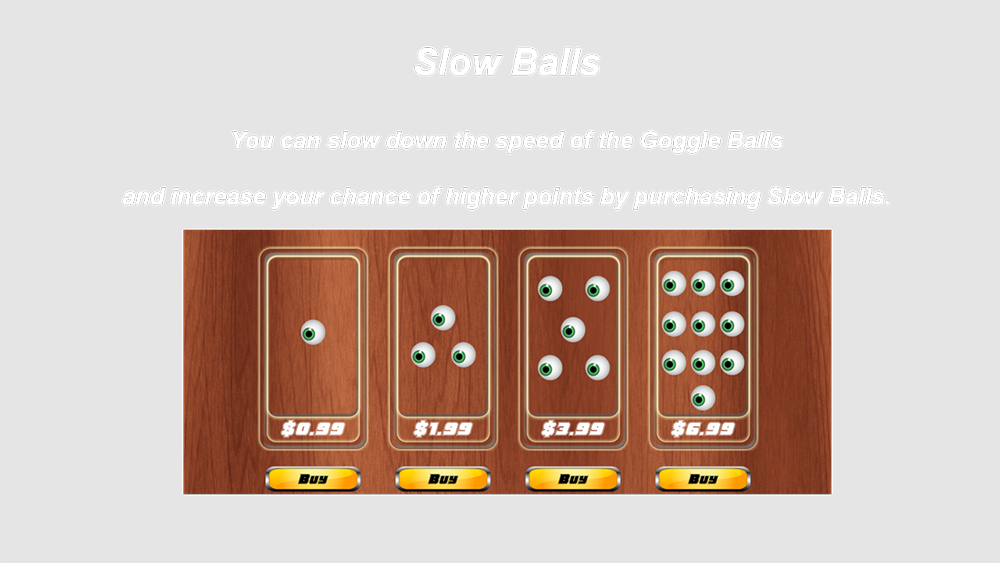 Slow Balls
You can slow down the speed of the Goggle Balls
and increase your chance of higher points by purchasing Slow Balls.
$0.99 $1.99 $3.99 $6.99
Buy Buy Buy Buy